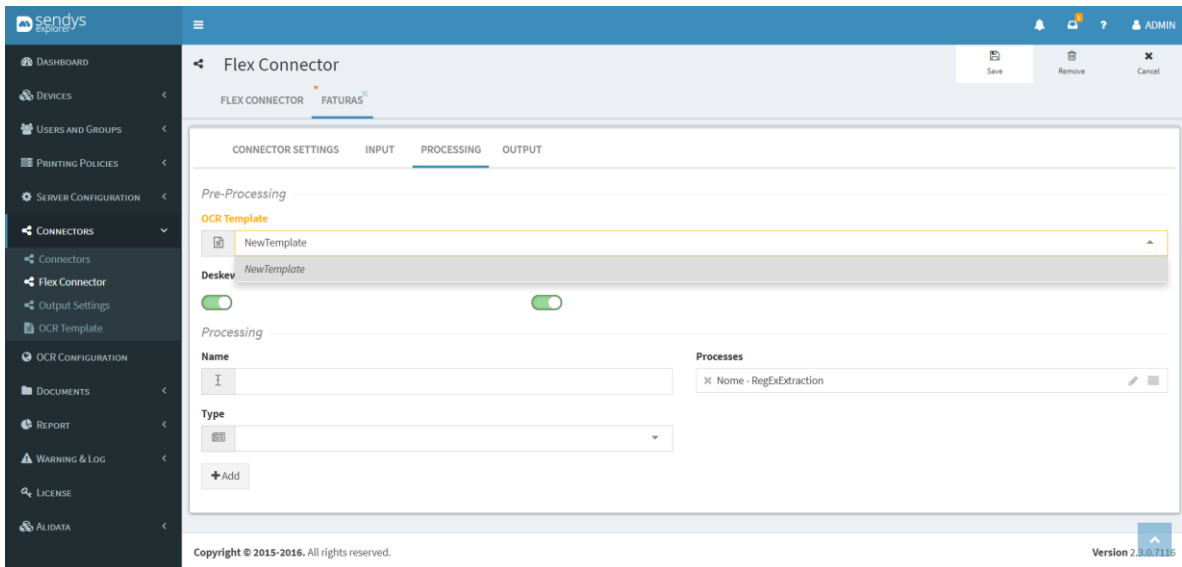 sendys
explorer
1
?
ADMIN
DASHBOARD
DEVICES
USERS AND GROUPS
PRINTING POLICIES
SERVER CONFIGURATION
CONNECTORS
Connectors
Flex Connector
Output Settings
OCR Template
OCR CONFIGURATION
DOCUMENTS
REPORT
WARNING & LOG
LICENSE
ALIDATA
Flex Connector
Save
Remove
Cancel
FLEX CONNECTOR
FATURAS
CONNECTOR SETTINGS INPUT PROCESSING OUTPUT
Pre-Processing
OCR Template
NewTemplate
NewTemplate
Processing
Name
Processes
Nome - RegExExtraction
Type
+Add
Copyright © 2015-2016. All rights reserved.
Version 2.3.0.7116